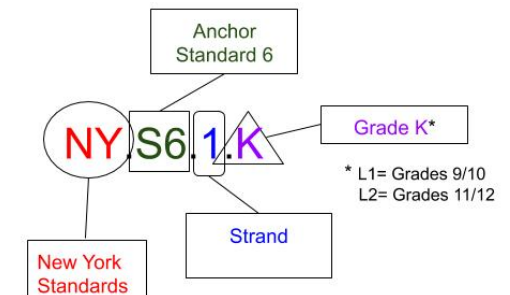 Anchor
Standard 6
NY.S6.1.K
Grade K*
* L1= Grades 9/10
L2= Grades 11/12
Strand
New York
Standards